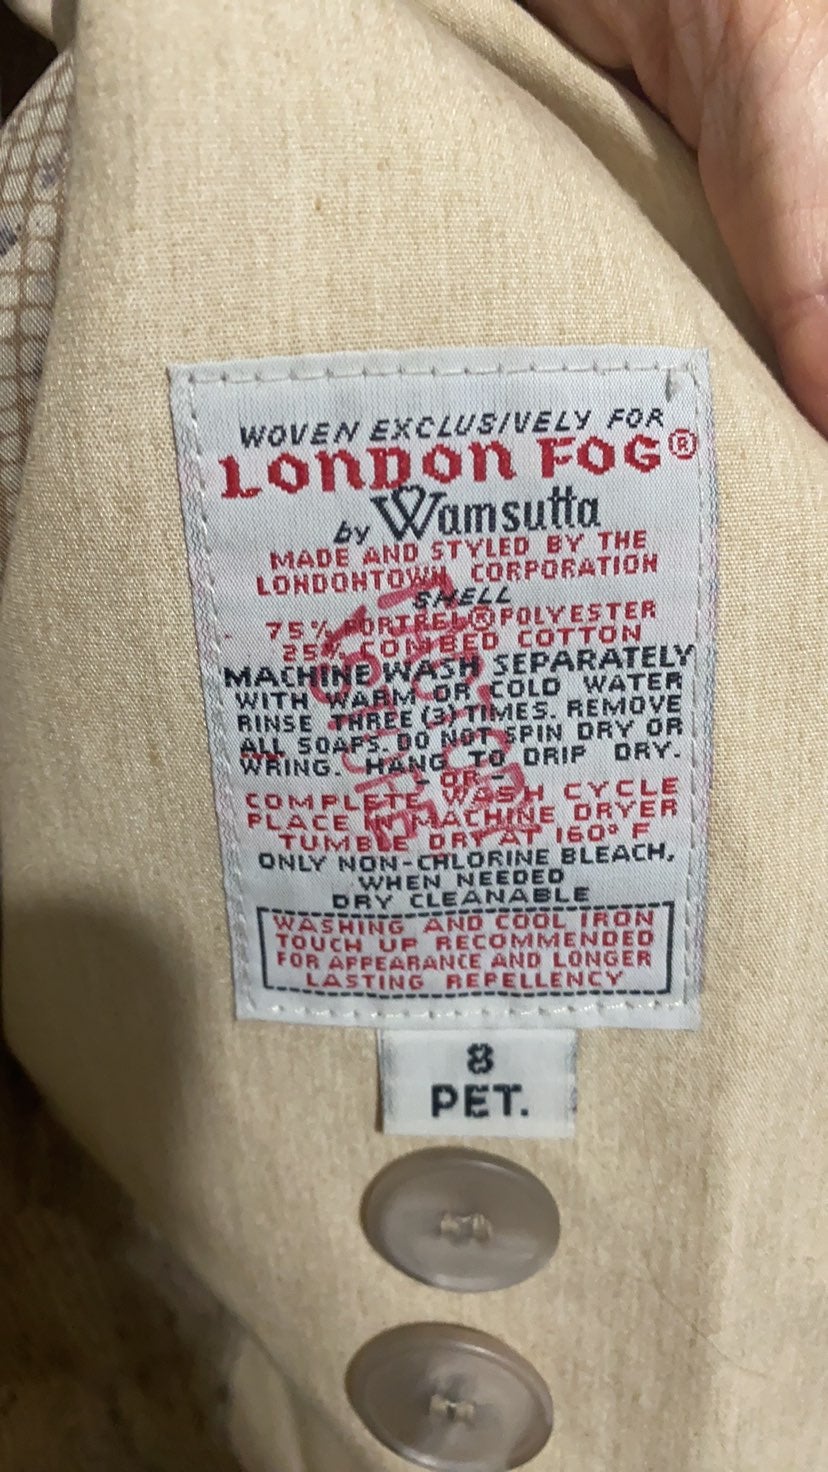 WOVEN EXCLUSIVELY FOR
LONDON FOG®
by Wamsutta
MADE AND STYLED BY THE
LONDONTOWN CORPORATION
SHELL
75% FORTREL® POLYESTER
25% COMBED COTTON
MACHINE WASH SEPARATELY
WITH WARM OR COLD WATER
RINSE THREE (3) TIMES. REMOVE
ALL SOAPS. DO NOT SPIN DRY OR
WRING. HANG TO DRIP DRY.
- OR -
COMPLETE WASH CYCLE
PLACE IN MACHINE DRYER
TUMBLE DRY AT 160° F
ONLY NON-CHLORINE BLEACH,
WHEN NEEDED
DRY CLEANABLE
WASHING AND COOL IRON
TOUCH UP RECOMMENDED
FOR APPEARANCE AND LONGER
LASTING REPELLENCY
8
PET.